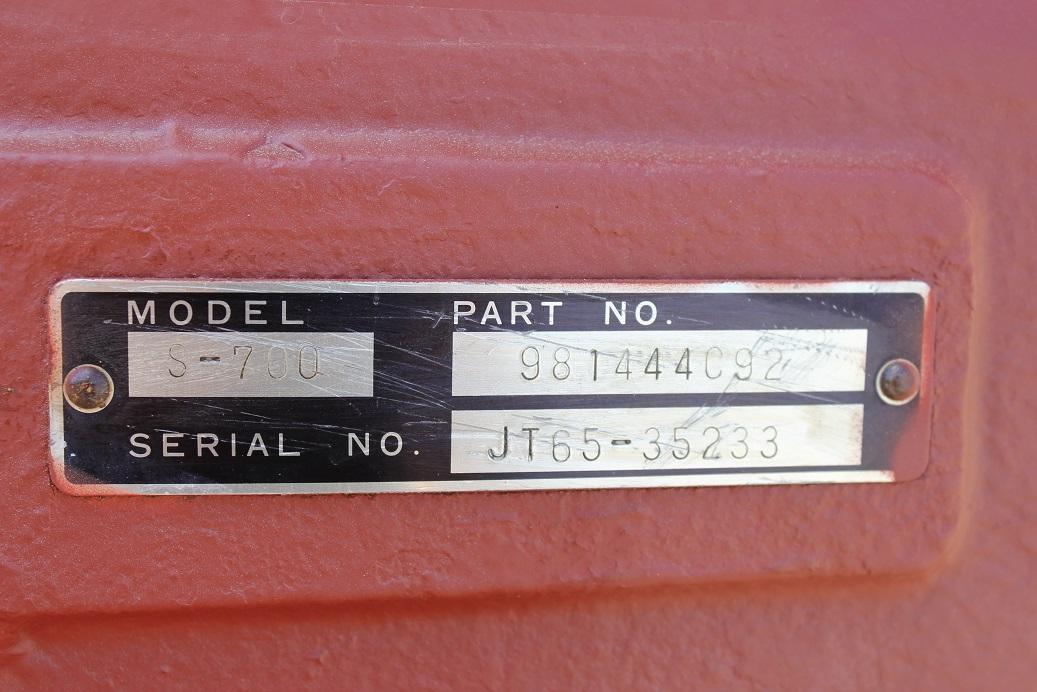 MODEL PART NO.
S-700 981444C92
SERIAL NO. JT65-35233